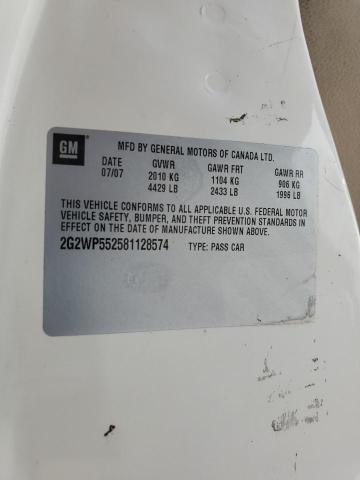 GM
MFD BY GENERAL MOTORS OF CANADA LTD.
DATE GVWR GAWR FRT GAWR RR
07/07 2010 KG 1104 KG 906 KG
4429 LB 2433 LB 1996 LB
THIS VEHICLE CONFORMS TO ALL APPLICABLE U.S. FEDERAL MOTOR
VEHICLE SAFETY, BUMPER, AND THEFT PREVENTION STANDARDS IN
EFFECT ON THE DATE OF MANUFACTURE SHOWN ABOVE.
2G2WP552581128574 TYPE: PASS CAR